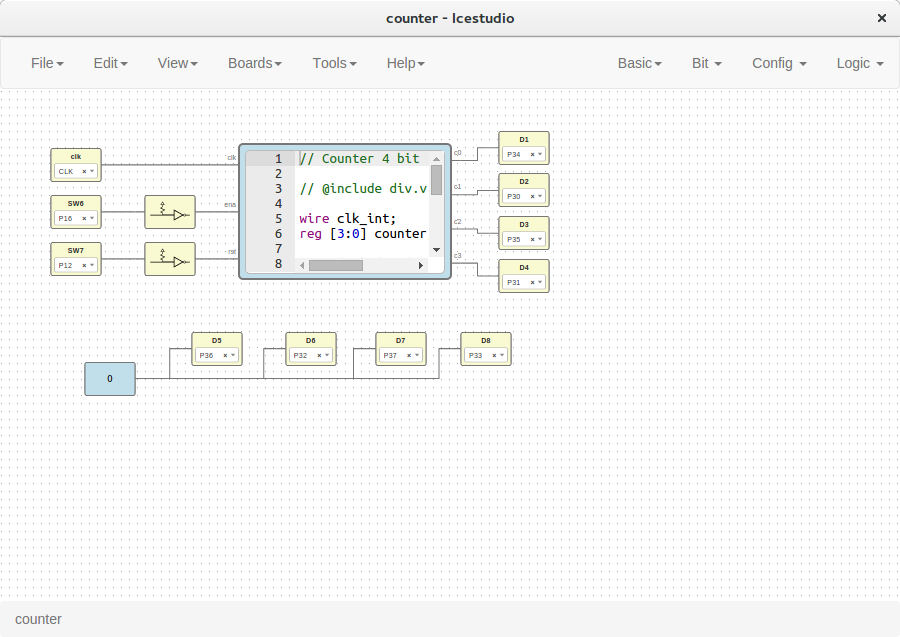 counter - Icestudio
×
File Edit View Boards Tools Help Basic Bit Config Logic
clk
CLK ×
SW6
P16 ×
SW7
P12 ×
clk
ena
rst
1 // Counter 4 bit
2
3 // @include div.v
4
5 wire clk_int;
6 reg [3:0] counter
7
8
c0
c1
c2
c3
D1
P34 ×
D2
P30 ×
D3
P35 ×
D4
P31 ×
D5
P36 ×
D6
P32 ×
D7
P37 ×
D8
P33 ×
0
counter